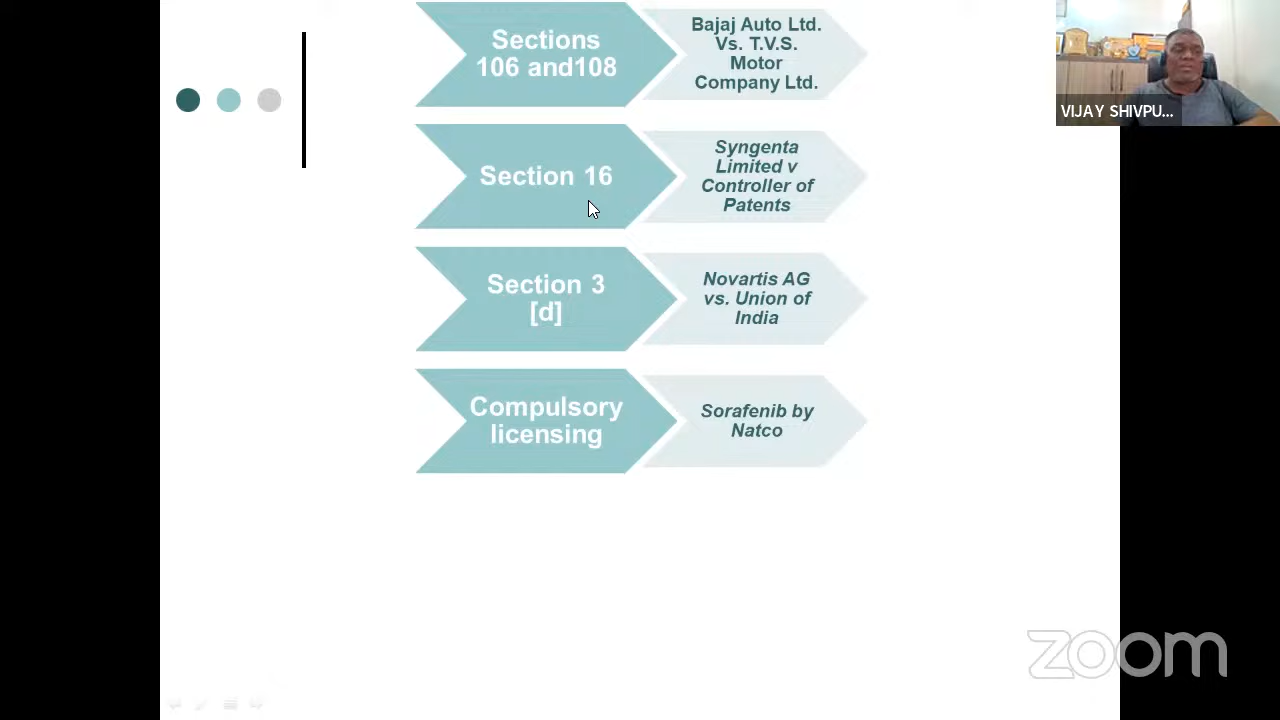 Sections
106 and108
Bajaj Auto Ltd.
Vs. T.V.S.
Motor
Company Ltd.
VIJAY SHIVPU...
Section 16
Syngenta
Limited v
Controller of
Patents
Section 3
[d]
Novartis AG
vs. Union of
India
Compulsory
licensing
Sorafenib by
Natco
zoom